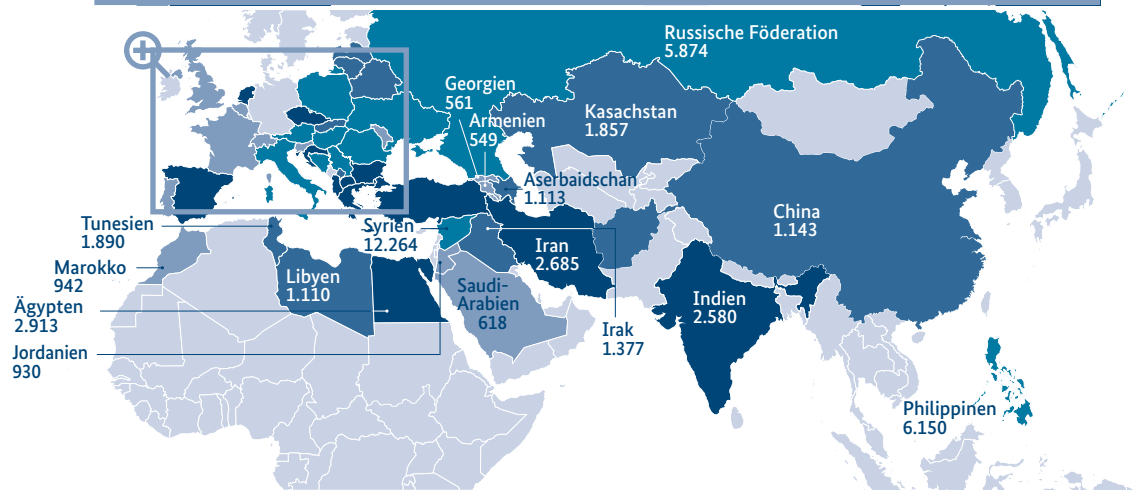 Russische Föderation
5.874
Georgien
561
Armenien
549
Kasachstan
1.857
Aserbaidschan
1.113
China
1.143
Tunesien
1.890
Syrien
12.264
Marokko
942
Libyen
1.110
Iran
2.685
Saudi-
Arabien
618
Indien
2.580
Ägypten
2.913
Irak
1.377
Jordanien
930
Philippinen
6.150